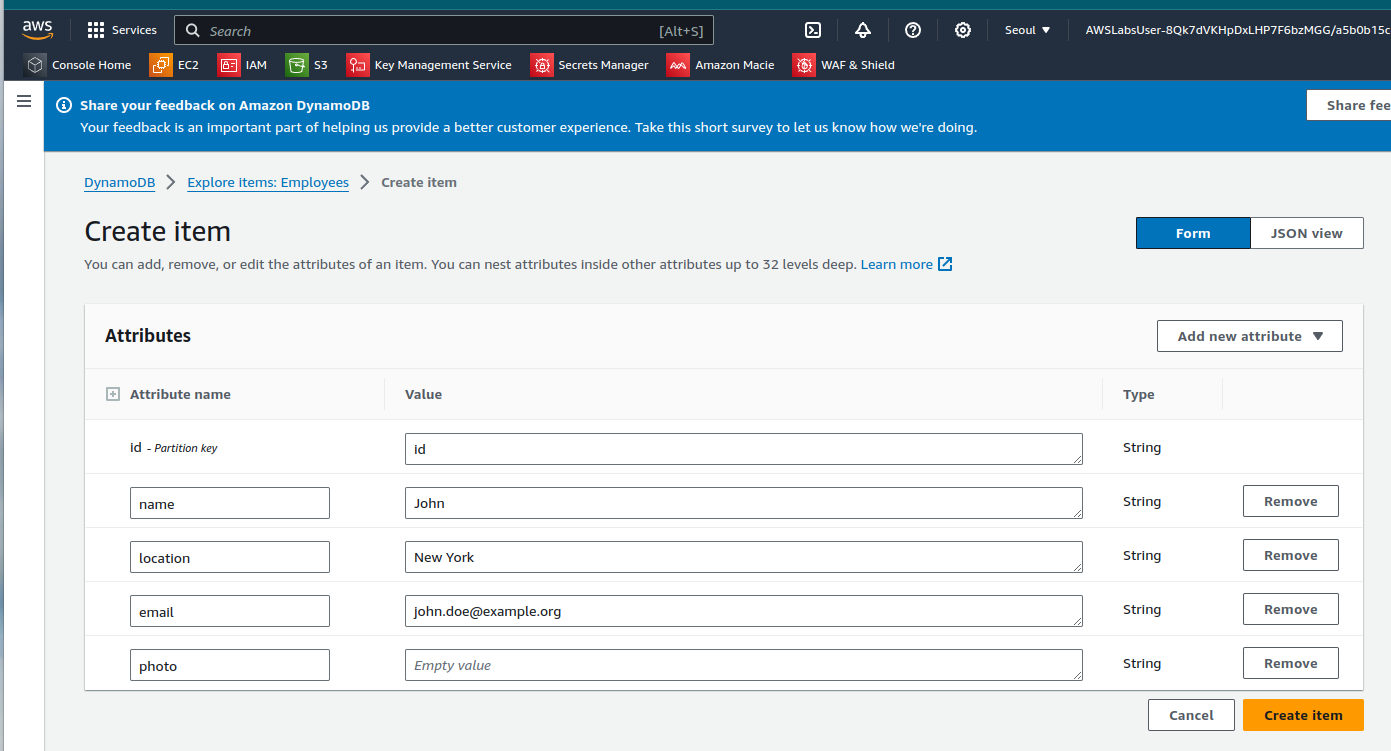 aws Services Search [Alt+S] Seoul AWSLabsUser-8Qk7dVKHpDxLHP7F6bzMGG/a5b0b15c
Console Home EC2 IAM S3 Key Management Service Secrets Manager Amazon Macie WAF & Shield
Share your feedback on Amazon DynamoDB
Share fee
Your feedback is an important part of helping us provide a better customer experience. Take this short survey to let us know how we're doing.
DynamoDB > Explore items: Employees > Create item
Create item
Form JSON view
You can add, remove, or edit the attributes of an item. You can nest attributes inside other attributes up to 32 levels deep. Learn more
Attributes Add new attribute
Attribute name Value Type
id - Partition key id String
name John String Remove
location New York String Remove
email john.doe@example.org String Remove
photo Empty value String Remove
Cancel Create item